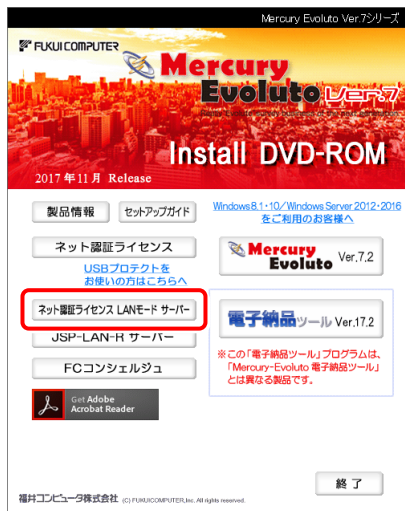 Mercury Evoluto Ver.7シリーズ
FUKUI COMPUTER
Mercury
Evoluto Ver.7
Install DVD-ROM
2017年11月 Release
製品情報
セットアップガイド
Windows8.1・10/Windows Server 2012・2016
をご利用のお客様へ
ネット認証ライセンス
USBプロテクトを
お使いの方はこちらへ
Mercury
Evoluto Ver.7.2
ネット認証ライセンス LANモード サーバー
電子納品ツール Ver.17.2
JSP-LAN-R サーバー
※この「電子納品ツール」プログラムは、
「Mercury-Evoluto 電子納品ツール」
とは異なる製品です。
FCコンシェルジュ
Get Adobe
Acrobat Reader
終了
福井コンピュータ株式会社 (C) FUKUICOMPUTER,Inc. All rights reserved.